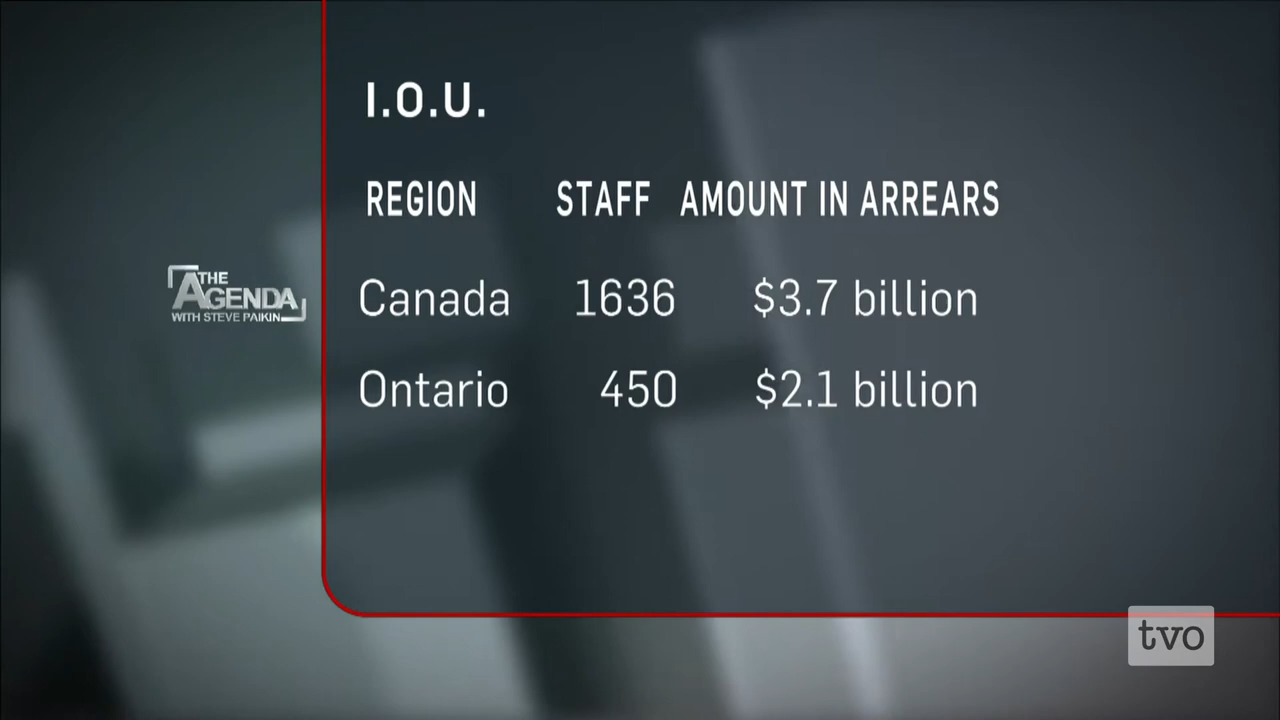 I.O.U.
REGION STAFF AMOUNT IN ARREARS
Canada 1636 $3.7 billion
Ontario 450 $2.1 billion
THE
AGENDA
WITH STEVE PAIKIN
tvo